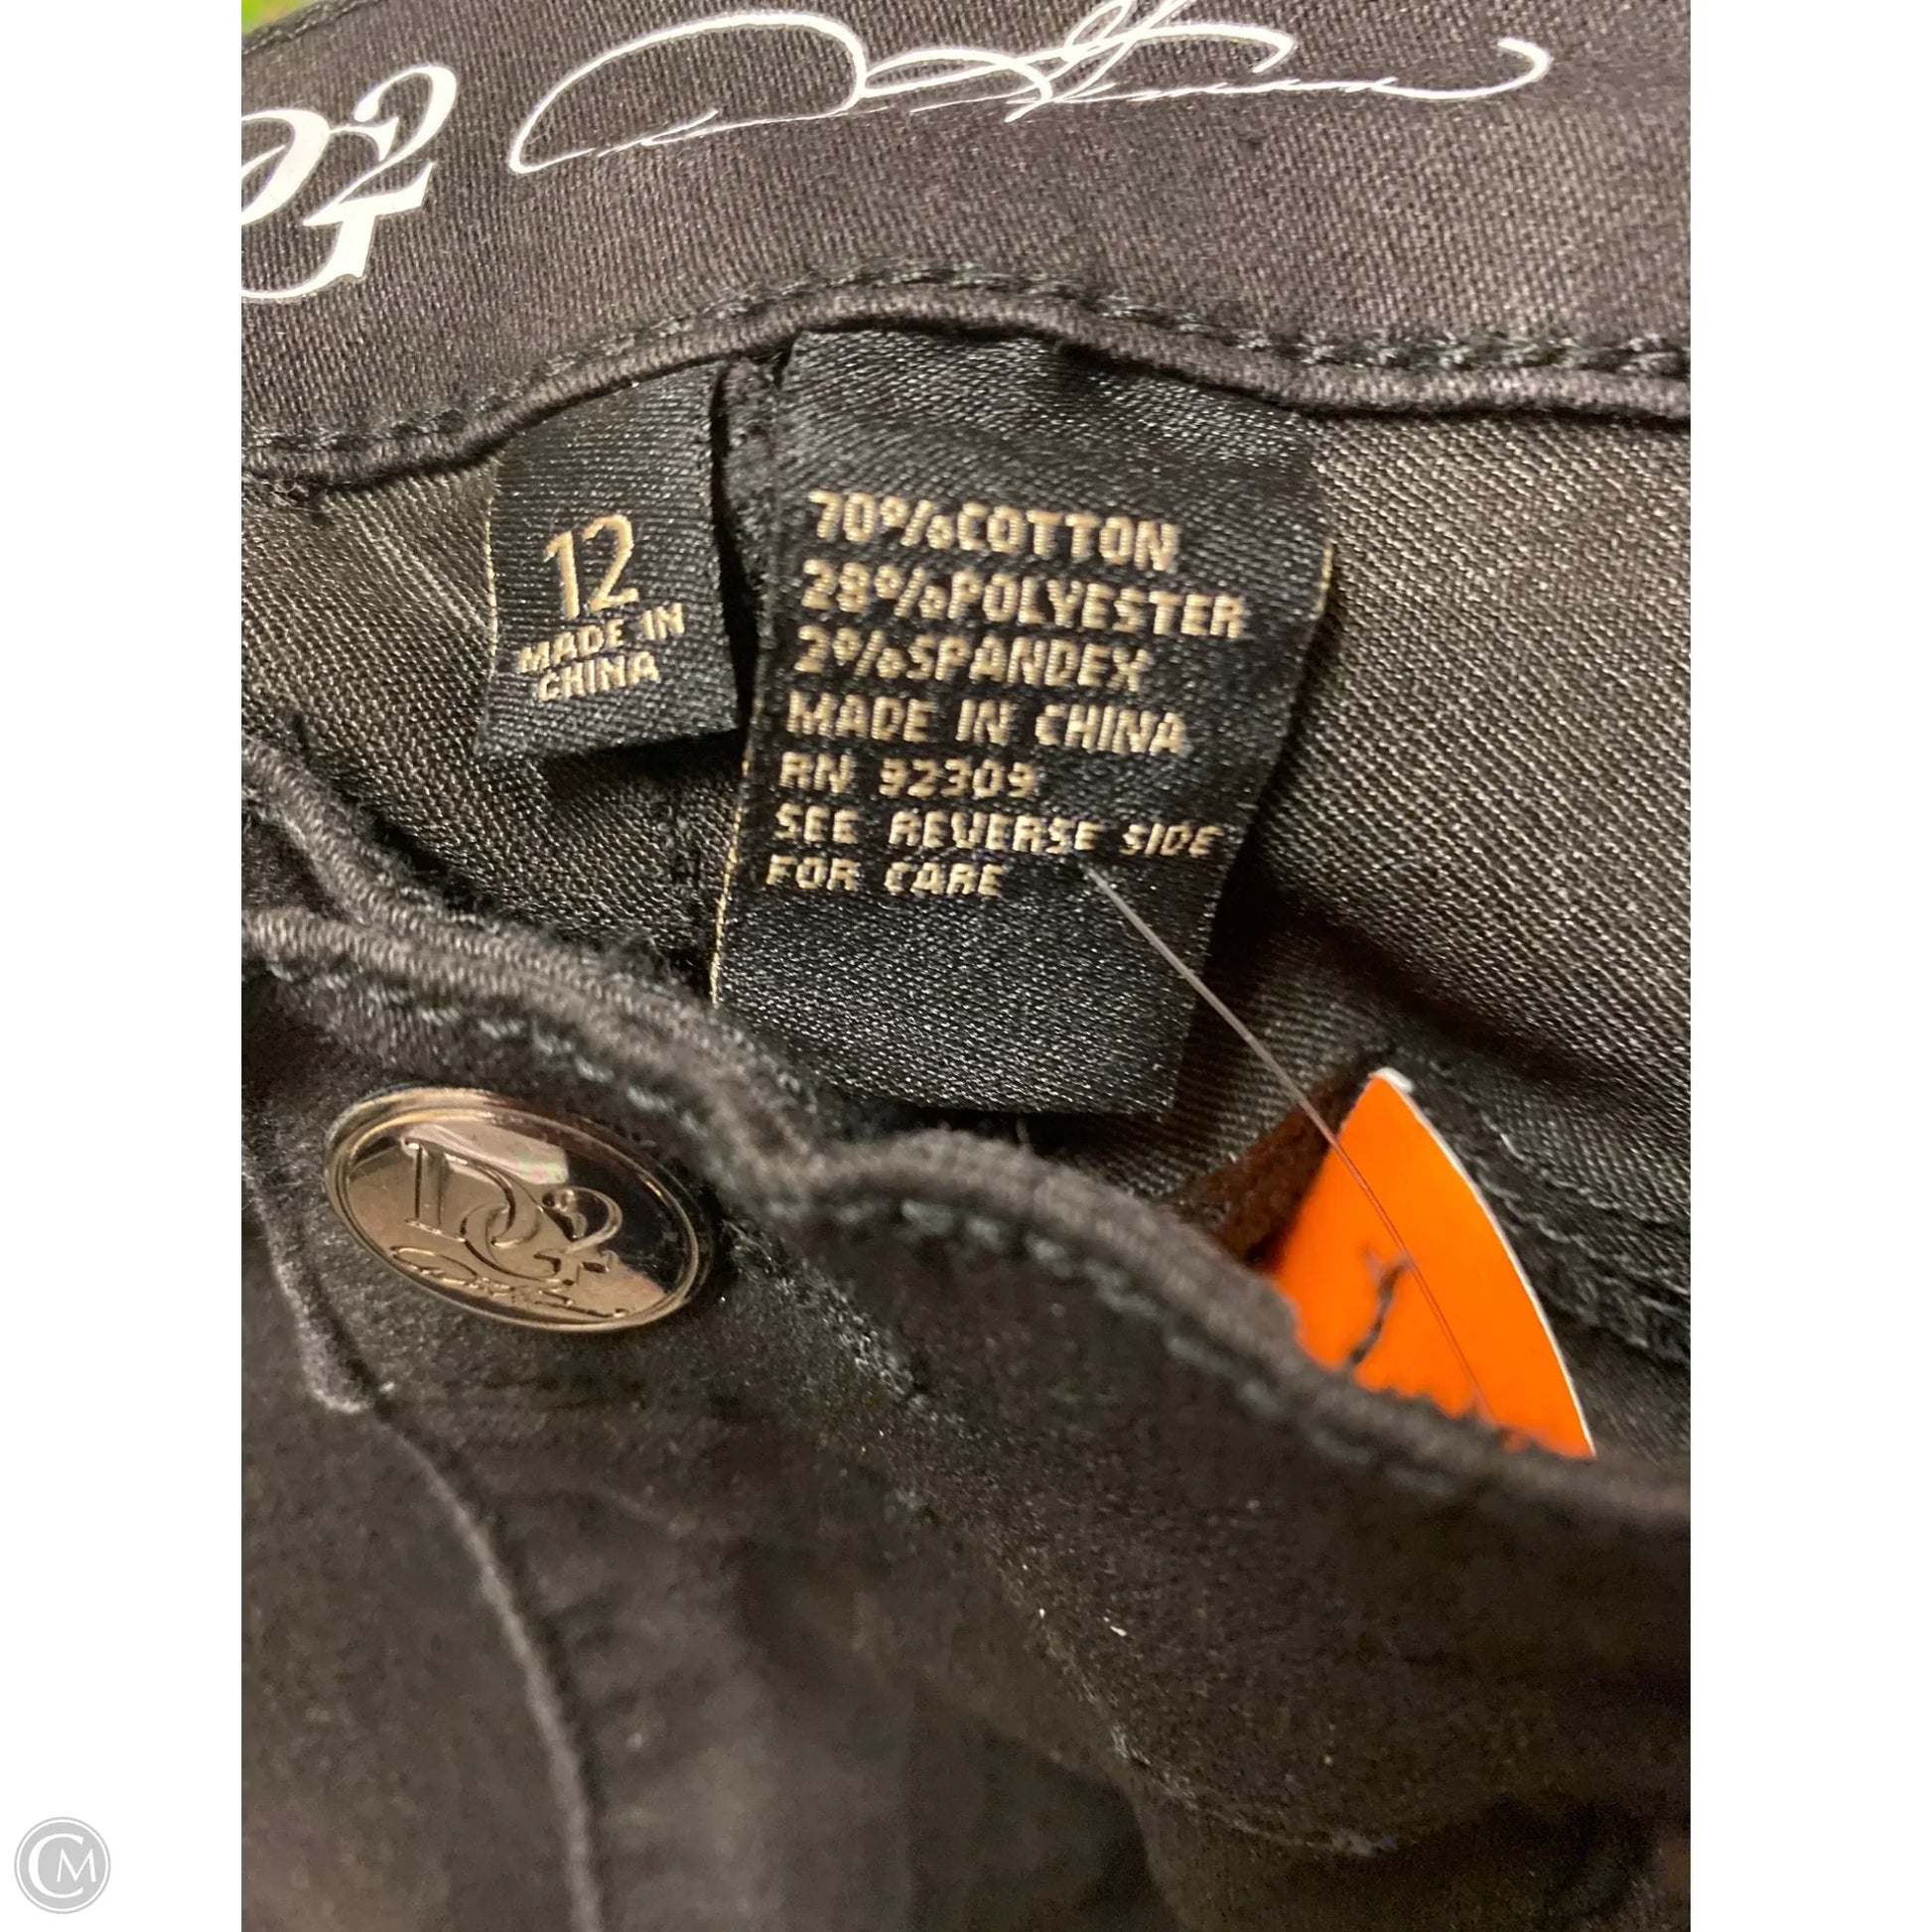 12
MADE IN
CHINA
70%COTTON
28%POLYESTER
2%SPANDEX
MADE IN CHINA
RN 92309
SEE REVERSE SIDE
FOR CARE
CM